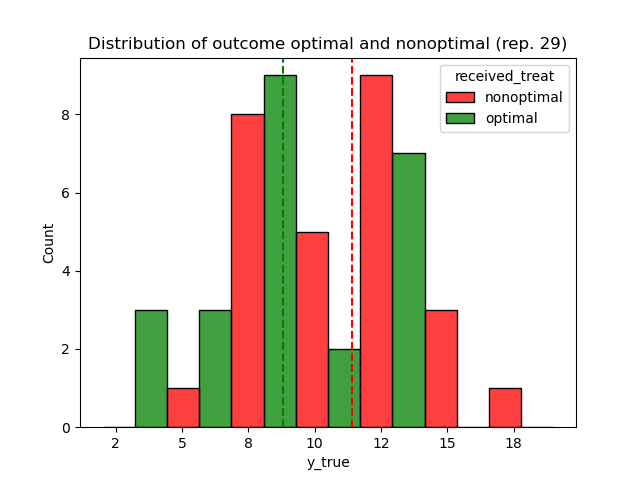 Distribution of outcome optimal and nonoptimal (rep. 29)
received_treat
nonoptimal
optimal
Count
8
6
4
2
0
2 5 8 10 12 15 18
y_true